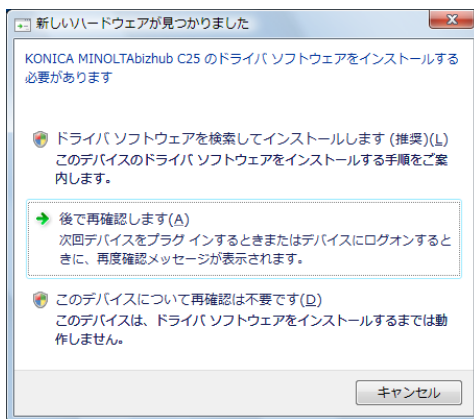 新しいハードウェアが見つかりました
KONICA MINOLTAbizhub C25 のドライバ ソフトウェアをインストールする
必要があります
ドライバ ソフトウェアを検索してインストールします (推奨)(L)
このデバイスのドライバ ソフトウェアをインストールする手順をご案
内します。
後で再確認します(A)
次回デバイスをプラグ インするときまたはデバイスにログオンすると
きに、再度確認メッセージが表示されます。
このデバイスについて再確認は不要です(D)
このデバイスは、ドライバ ソフトウェアをインストールするまでは動
作しません。
キャンセル